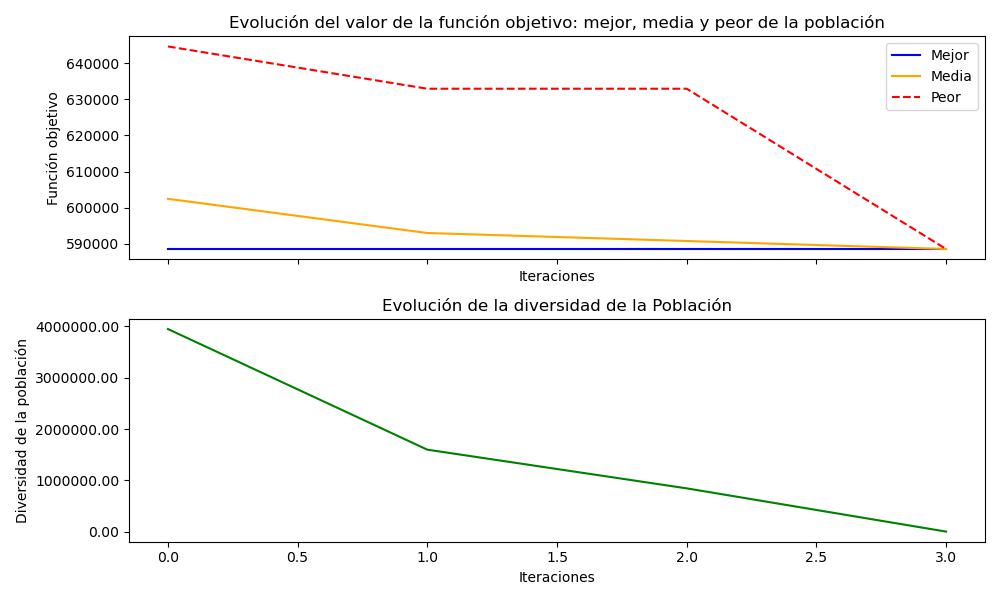 Evolución del valor de la función objetivo: mejor, media y peor de la población
Función objetivo
640000
630000
620000
610000
600000
590000
Mejor
Media
Peor
Iteraciones
Evolución de la diversidad de la Población
Diversidad de la población
4000000.00
3000000.00
2000000.00
1000000.00
0.00
0.0 0.5 1.0 1.5 2.0 2.5 3.0
Iteraciones